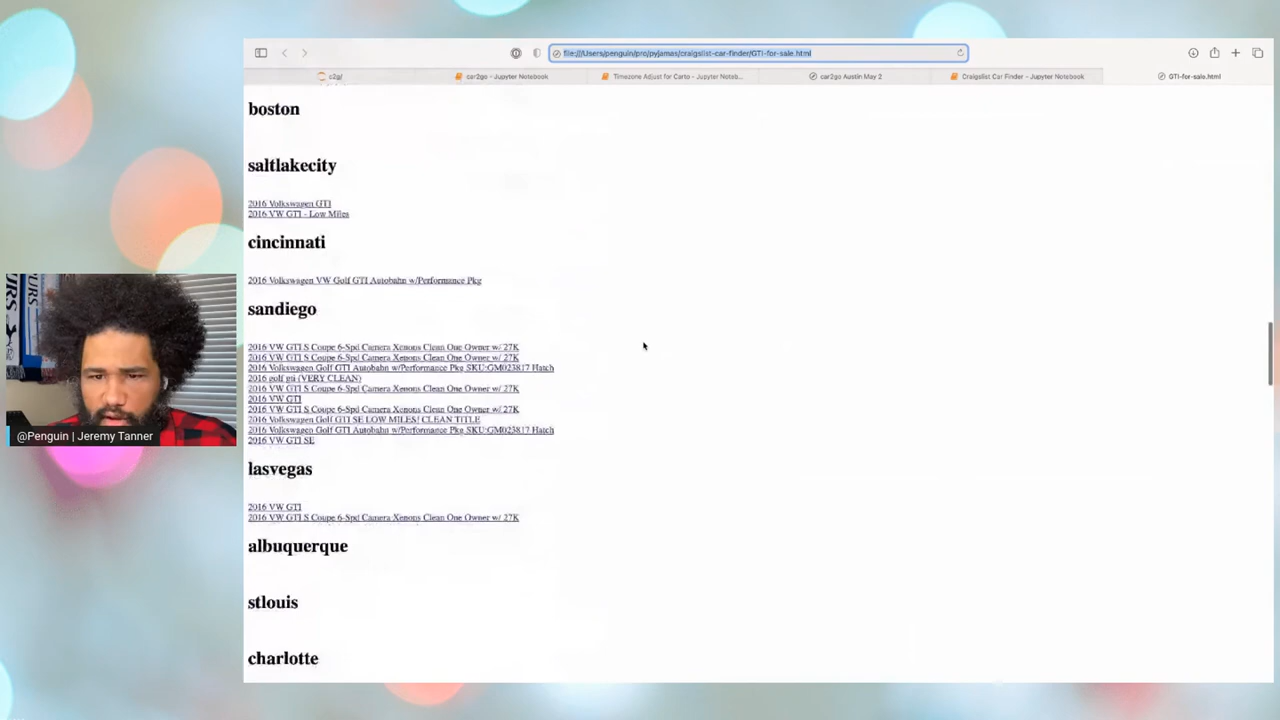 file:///Users/penguin/pro/pyjamas/craigslist-car-finder/GTI-for-sale.html
c2g/
car2go - Jupyter Notebook
Timezone Adjust for Carto - Jupyter Noteb...
car2go Austin May 2
Craigslist Car Finder - Jupyter Notebook
GTI-for-sale.html
boston
saltlakecity
2016 Volkswagen GTI
2016 VW GTI - Low Miles
cincinnati
2016 Volkswagen VW Golf GTI Autobahn w/Performance Pkg
sandiego
2016 VW GTI S Coupe 6-Spd Camera Xenons Clean One Owner w/ 27K
2016 VW GTI S Coupe 6-Spd Camera Xenons Clean One Owner w/ 27K
2016 Volkswagen Golf GTI Autobahn w/Performance Pkg SKU:GM023817 Hatch
2016 golf gti (VERY CLEAN)
2016 VW GTI S Coupe 6-Spd Camera Xenons Clean One Owner w/ 27K
2016 VW GTI
2016 VW GTI S Coupe 6-Spd Camera Xenons Clean One Owner w/ 27K
2016 Volkswagen Golf GTI SE LOW MILES! CLEAN TITLE
2016 Volkswagen Golf GTI Autobahn w/Performance Pkg SKU:GM023817 Hatch
2016 VW GTI SE
lasvegas
2016 VW GTI
2016 VW GTI S Coupe 6-Spd Camera Xenons Clean One Owner w/ 27K
albuquerque
stlouis
charlotte
@Penguin | Jeremy Tanner